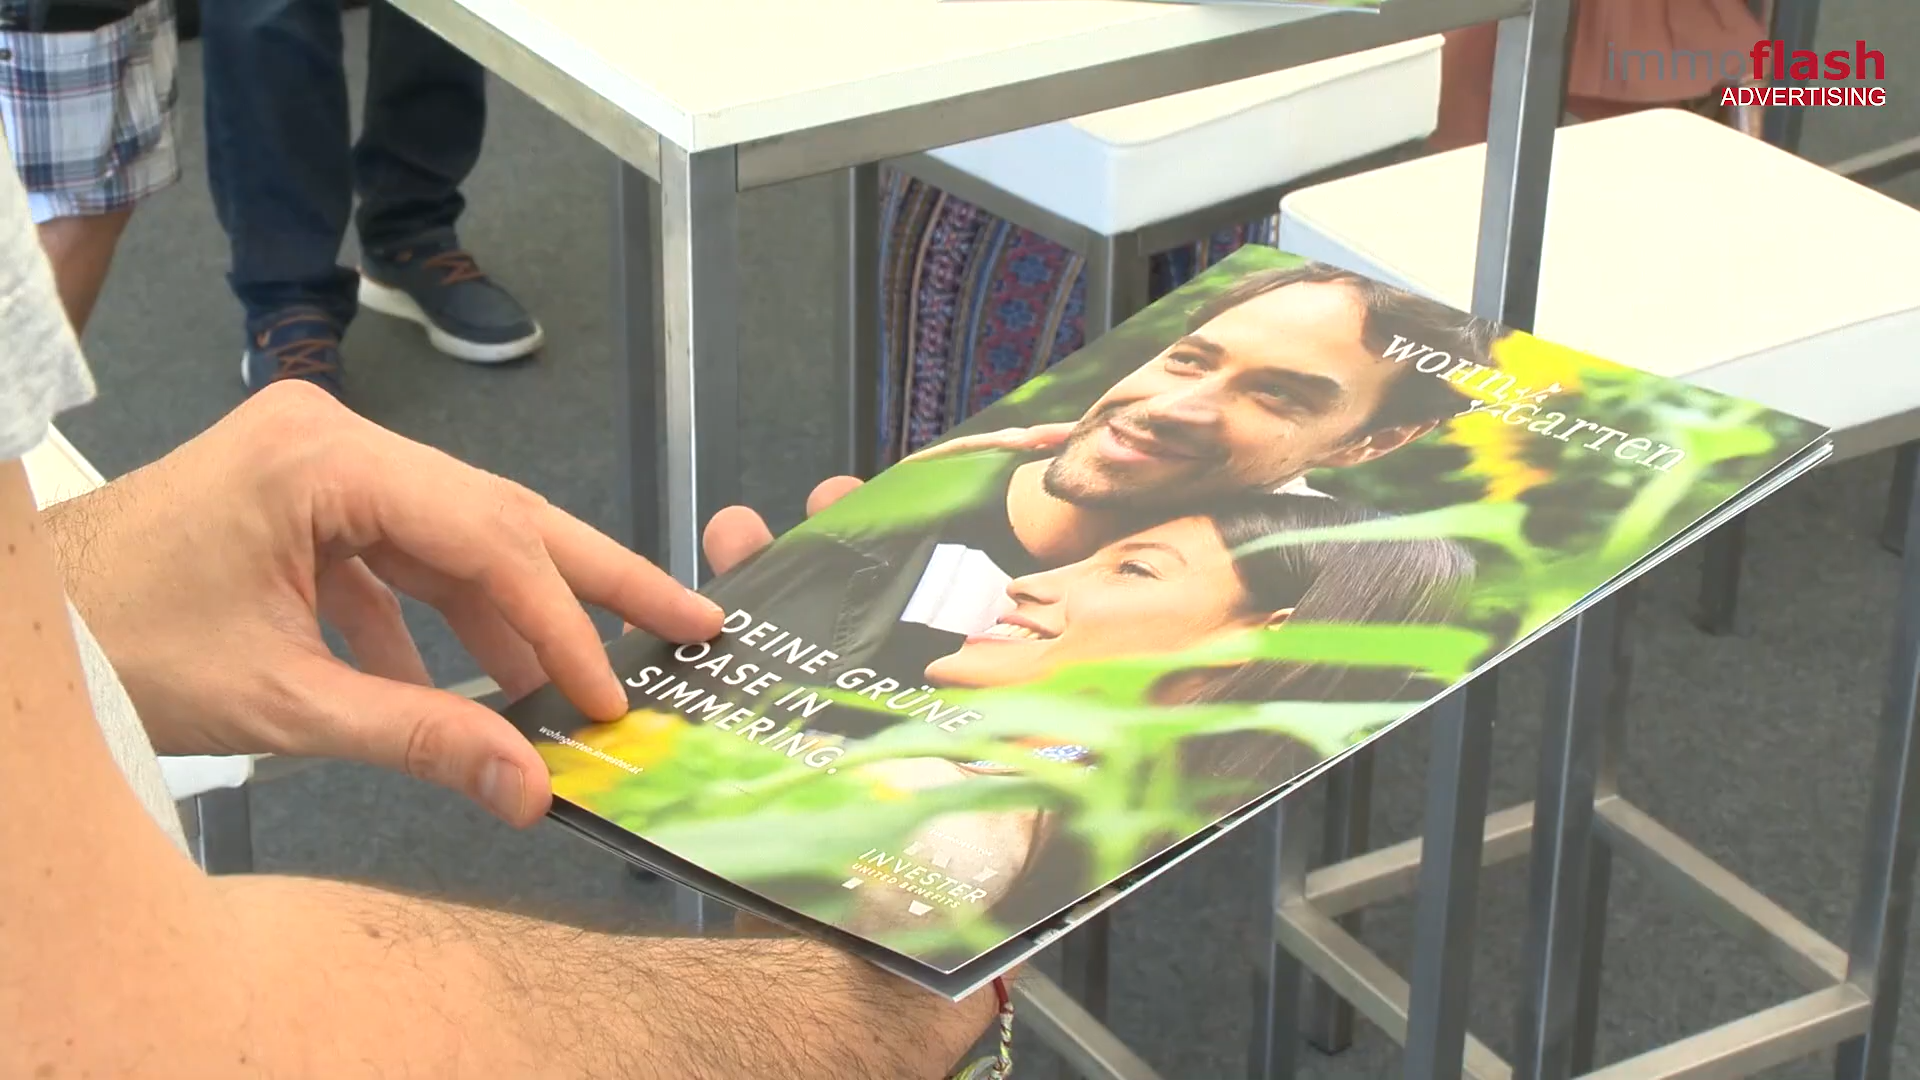 immoflash
ADVERTISING
wohn
garten
DEINE GRÜNE
OASE IN
SIMMERING.
wohngarten.invester.at
INVESTER
UNITED BENEFITS